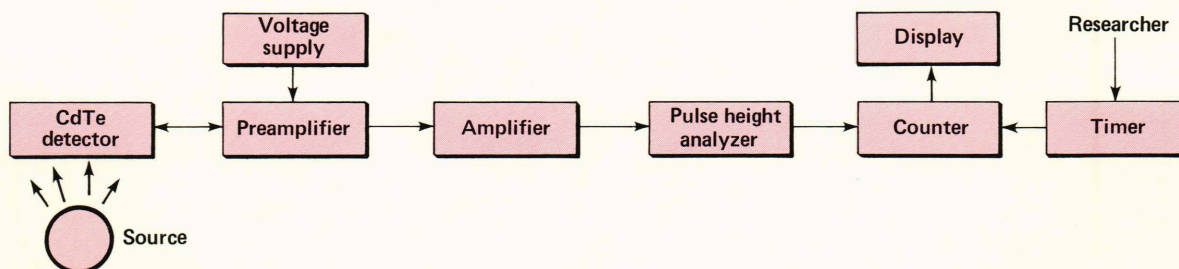 Voltage
supply
Display
Researcher
CdTe
detector
Preamplifier
Amplifier
Pulse height
analyzer
Counter
Timer
Source